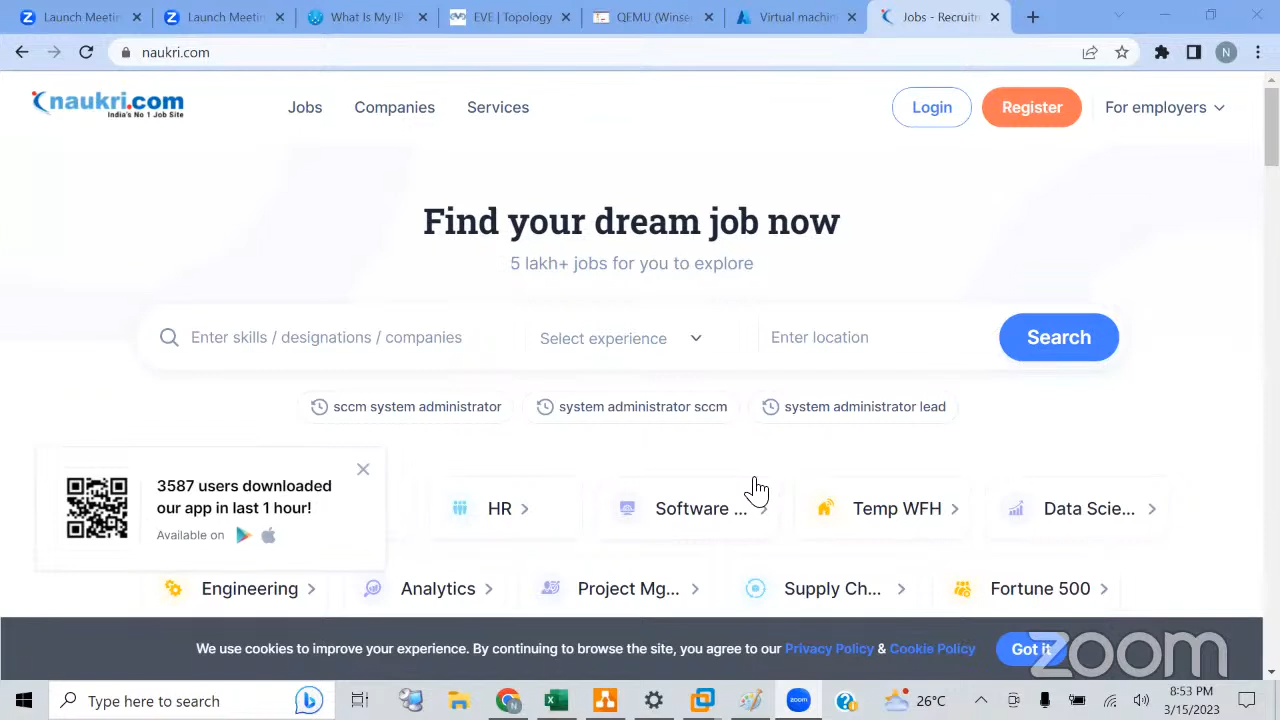 Launch Meetin
Launch Meetin
What Is My IP
EVE | Topology
QEMU (Winse
Virtual machin
Jobs - Recruitn
naukri.com
N
naukri.com
India's No 1 Job Site
Jobs
Companies
Services
Login
Register
For employers
Find your dream job now
5 lakh+ jobs for you to explore
Enter skills / designations / companies
Select experience
Enter location
Search
sccm system administrator
system administrator sccm
system administrator lead
3587 users downloaded
our app in last 1 hour!
Available on
HR
Software ...
Temp WFH
Data Scie...
Engineering
Analytics
Project Mg...
Supply Ch...
Fortune 500
We use cookies to improve your experience. By continuing to browse the site, you agree to our Privacy Policy & Cookie Policy
Got it
zoom
Type here to search
zoom
26°C
8:53 PM
3/15/2023